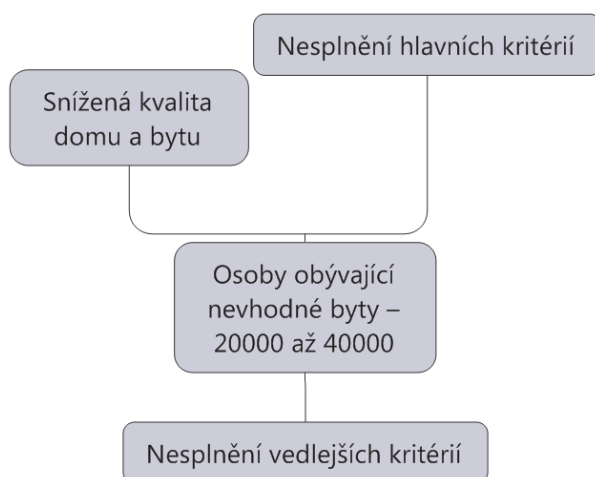 Nesplnění hlavních kritérií
Snížená kvalita
domu a bytu
Osoby obývající
nevhodné byty –
20000 až 40000
Nesplnění vedlejších kritérií